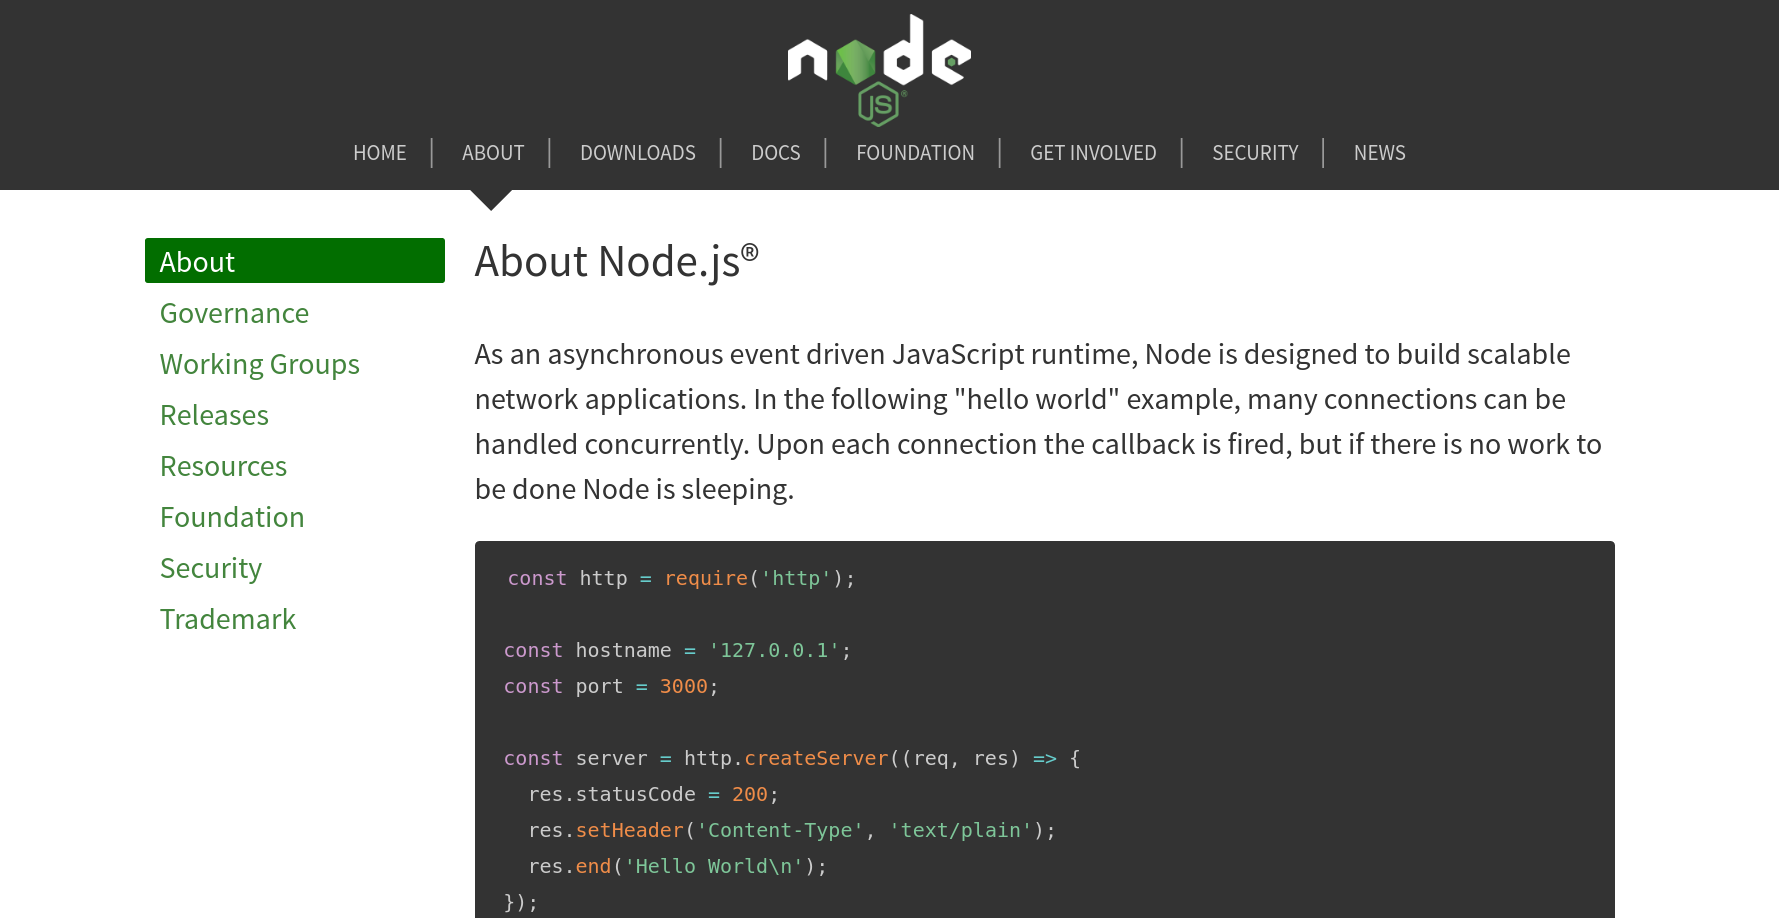 node
JS®
HOME | ABOUT | DOWNLOADS | DOCS | FOUNDATION | GET INVOLVED | SECURITY | NEWS
About
Governance
Working Groups
Releases
Resources
Foundation
Security
Trademark
About Node.js®
As an asynchronous event driven JavaScript runtime, Node is designed to build scalable
network applications. In the following "hello world" example, many connections can be
handled concurrently. Upon each connection the callback is fired, but if there is no work to
be done Node is sleeping.
const http = require('http');
const hostname = '127.0.0.1';
const port = 3000;
const server = http.createServer((req, res) => {
  res.statusCode = 200;
  res.setHeader('Content-Type', 'text/plain');
  res.end('Hello World\n');
});